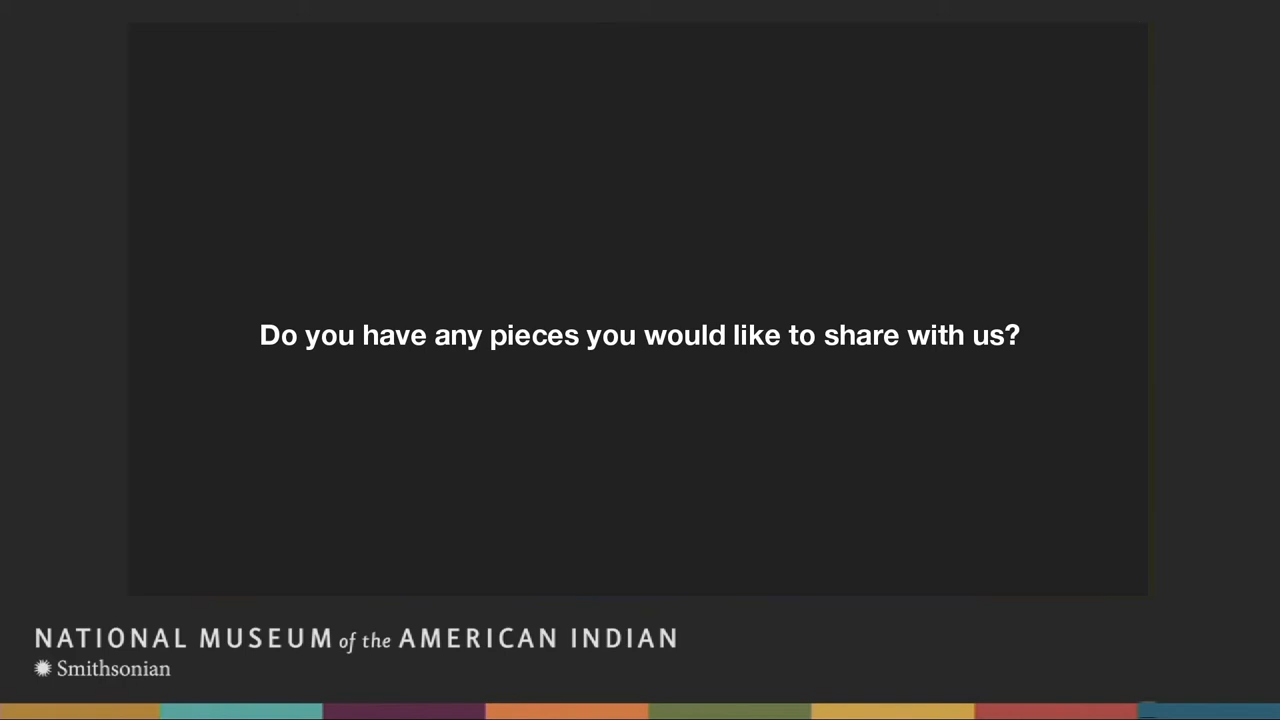 Do you have any pieces you would like to share with us?
NATIONAL MUSEUM of the AMERICAN INDIAN
Smithsonian